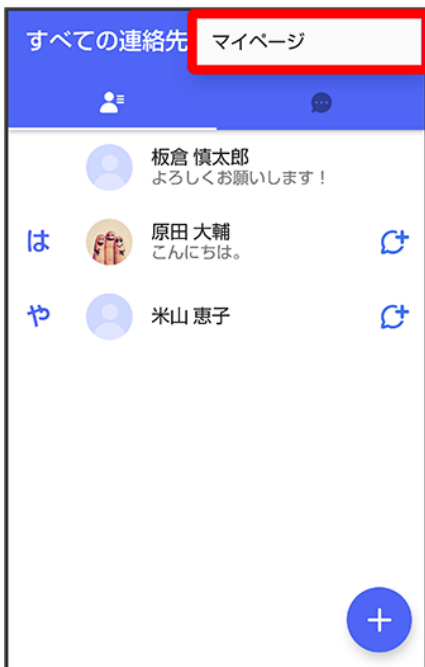 すべての連絡先
マイページ
板倉 慎太郎
よろしくお願いします！
は
原田 大輔
こんにちは。
や
米山 恵子